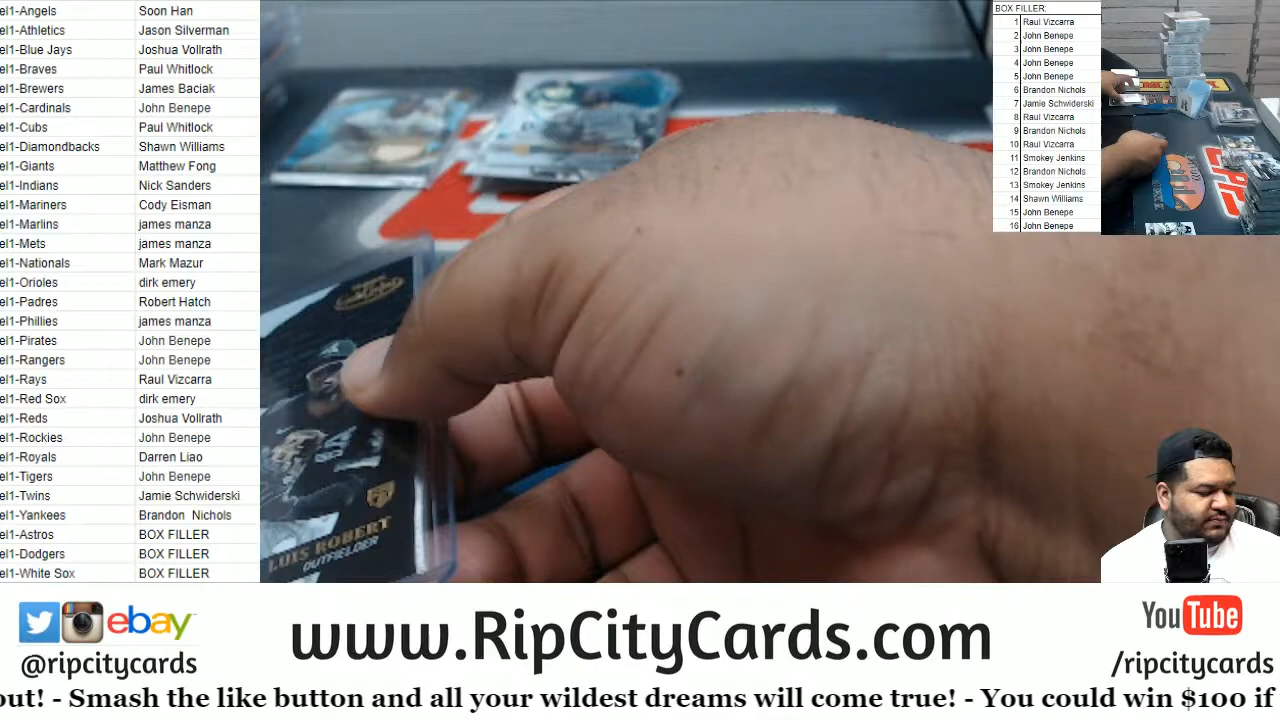 el1-Angels Soon Han
el1-Athletics Jason Silverman
el1-Blue Jays Joshua Vollrath
el1-Braves Paul Whitlock
el1-Brewers James Baciak
el1-Cardinals John Benepe
el1-Cubs Paul Whitlock
el1-Diamondbacks Shawn Williams
el1-Giants Matthew Fong
el1-Indians Nick Sanders
el1-Mariners Cody Eisman
el1-Marlins james manza
el1-Mets james manza
el1-Nationals Mark Mazur
el1-Orioles dirk emery
el1-Padres Robert Hatch
el1-Phillies james manza
el1-Pirates John Benepe
el1-Rangers John Benepe
el1-Rays Raul Vizcarra
el1-Red Sox dirk emery
el1-Reds Joshua Vollrath
el1-Rockies John Benepe
el1-Royals Darren Liao
el1-Tigers John Benepe
el1-Twins Jamie Schwiderski
el1-Yankees Brandon Nichols
el1-Astros BOX FILLER
el1-Dodgers BOX FILLER
el1-White Sox BOX FILLER
LUIS ROBERT
OUTFIELDER
BOX FILLER:
1 Raul Vizcarra
2 John Benepe
3 John Benepe
4 John Benepe
5 John Benepe
6 Brandon Nichols
7 Jamie Schwiderski
8 Raul Vizcarra
9 Brandon Nichols
10 Raul Vizcarra
11 Smokey Jenkins
12 Brandon Nichols
13 Smokey Jenkins
14 Shawn Williams
15 John Benepe
16 John Benepe
ebay
@ripcitycards
www.RipCityCards.com
YouTube
/ripcitycards
out! - Smash the like button and all your wildest dreams will come true! - You could win $100 if